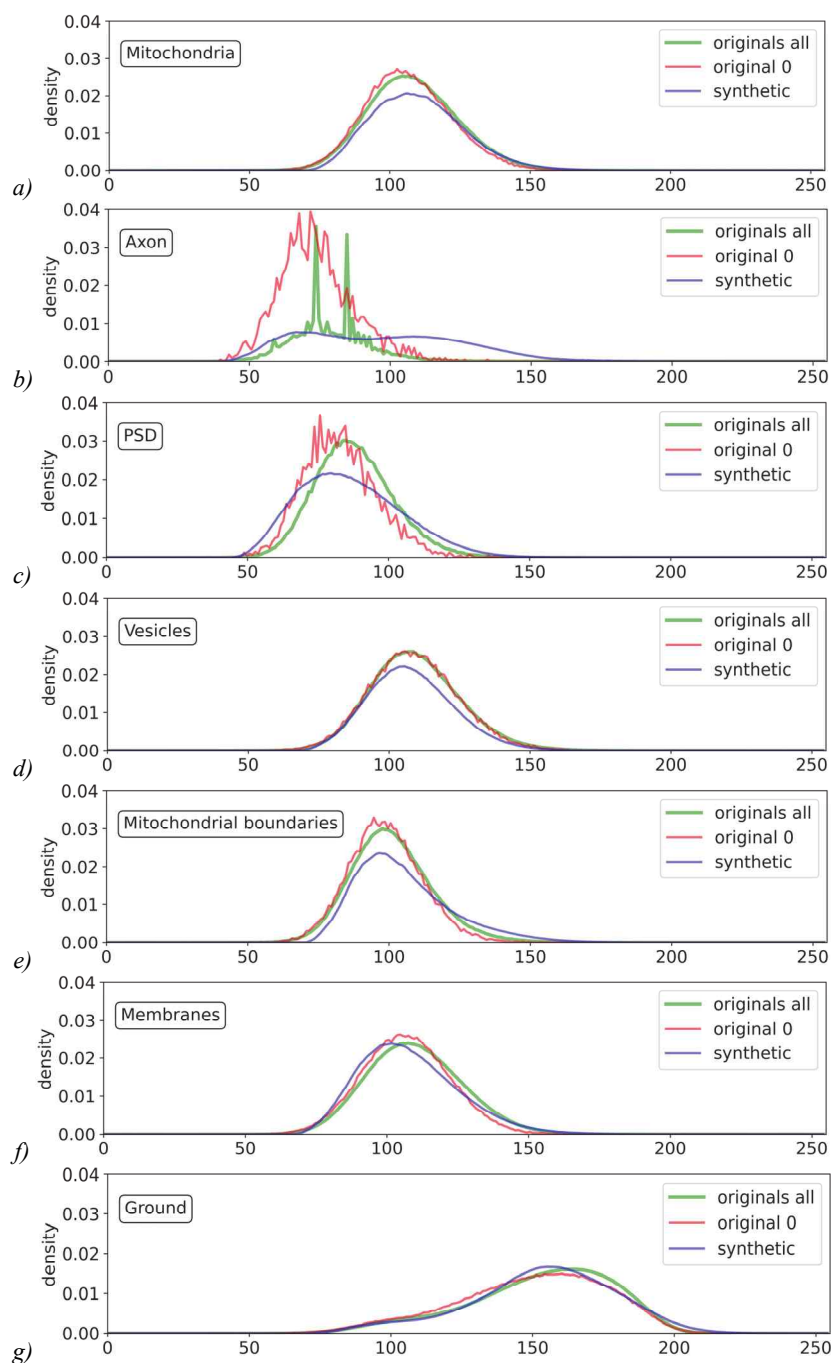 0.04
Mitochondria
originals all
0.03
original 0
0.02
synthetic
density
0.01
0.00
0 50 100 150 200 250
a)
0.04
Axon
originals all
0.03
original 0
0.02
synthetic
density
0.01
0.00
0 50 100 150 200 250
b)
0.04
PSD
originals all
0.03
original 0
0.02
synthetic
density
0.01
0.00
0 50 100 150 200 250
c)
0.04
Vesicles
originals all
0.03
original 0
0.02
synthetic
density
0.01
0.00
0 50 100 150 200 250
d)
0.04
Mitochondrial boundaries
originals all
0.03
original 0
0.02
synthetic
density
0.01
0.00
0 50 100 150 200 250
e)
0.04
Membranes
originals all
0.03
original 0
0.02
synthetic
density
0.01
0.00
0 50 100 150 200 250
f)
0.04
Ground
originals all
0.03
original 0
0.02
synthetic
density
0.01
0.00
0 50 100 150 200 250
g)